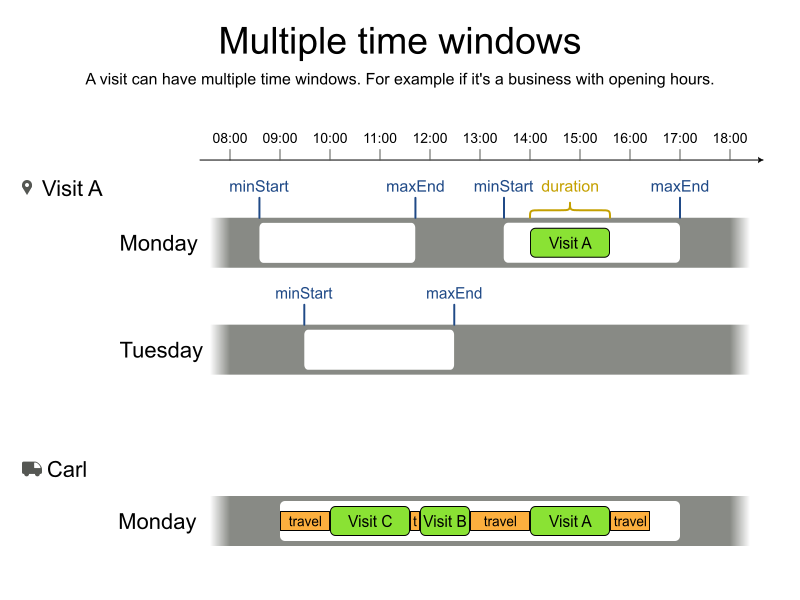 Multiple time windows
A visit can have multiple time windows. For example if it's a business with opening hours.
08:00 09:00 10:00 11:00 12:00 13:00 14:00 15:00 16:00 17:00 18:00
Visit A
minStart maxEnd minStart duration maxEnd
Monday
Visit A
minStart maxEnd
Tuesday
Carl
Monday
travel Visit C t Visit B travel Visit A travel